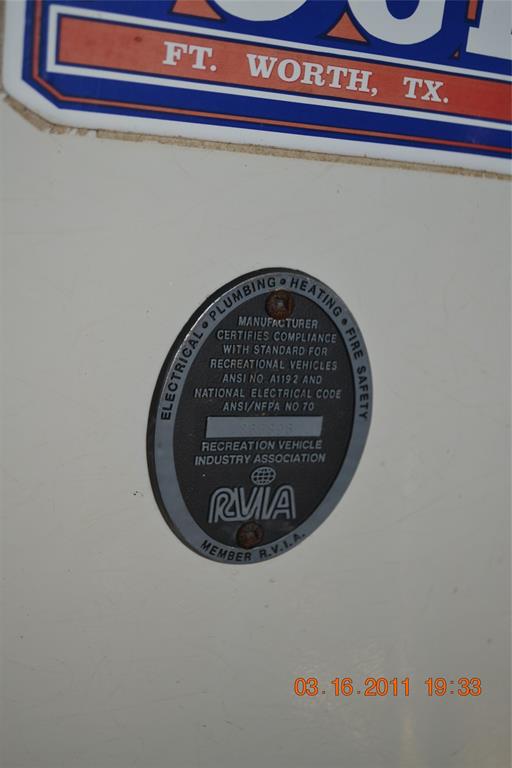 FT. WORTH, TX.
ELECTRICAL • PLUMBING • HEATING • FIRE SAFETY
MANUFACTURER
CERTIFIES COMPLIANCE
WITH STANDARD FOR
RECREATIONAL VEHICLES
ANSI NO. A119 2 AND
NATIONAL ELECTRICAL CODE
ANSI/NFPA NO 70
RECREATION VEHICLE
INDUSTRY ASSOCIATION
RVIA
MEMBER R.V.I.A.
03.16.2011 19:33